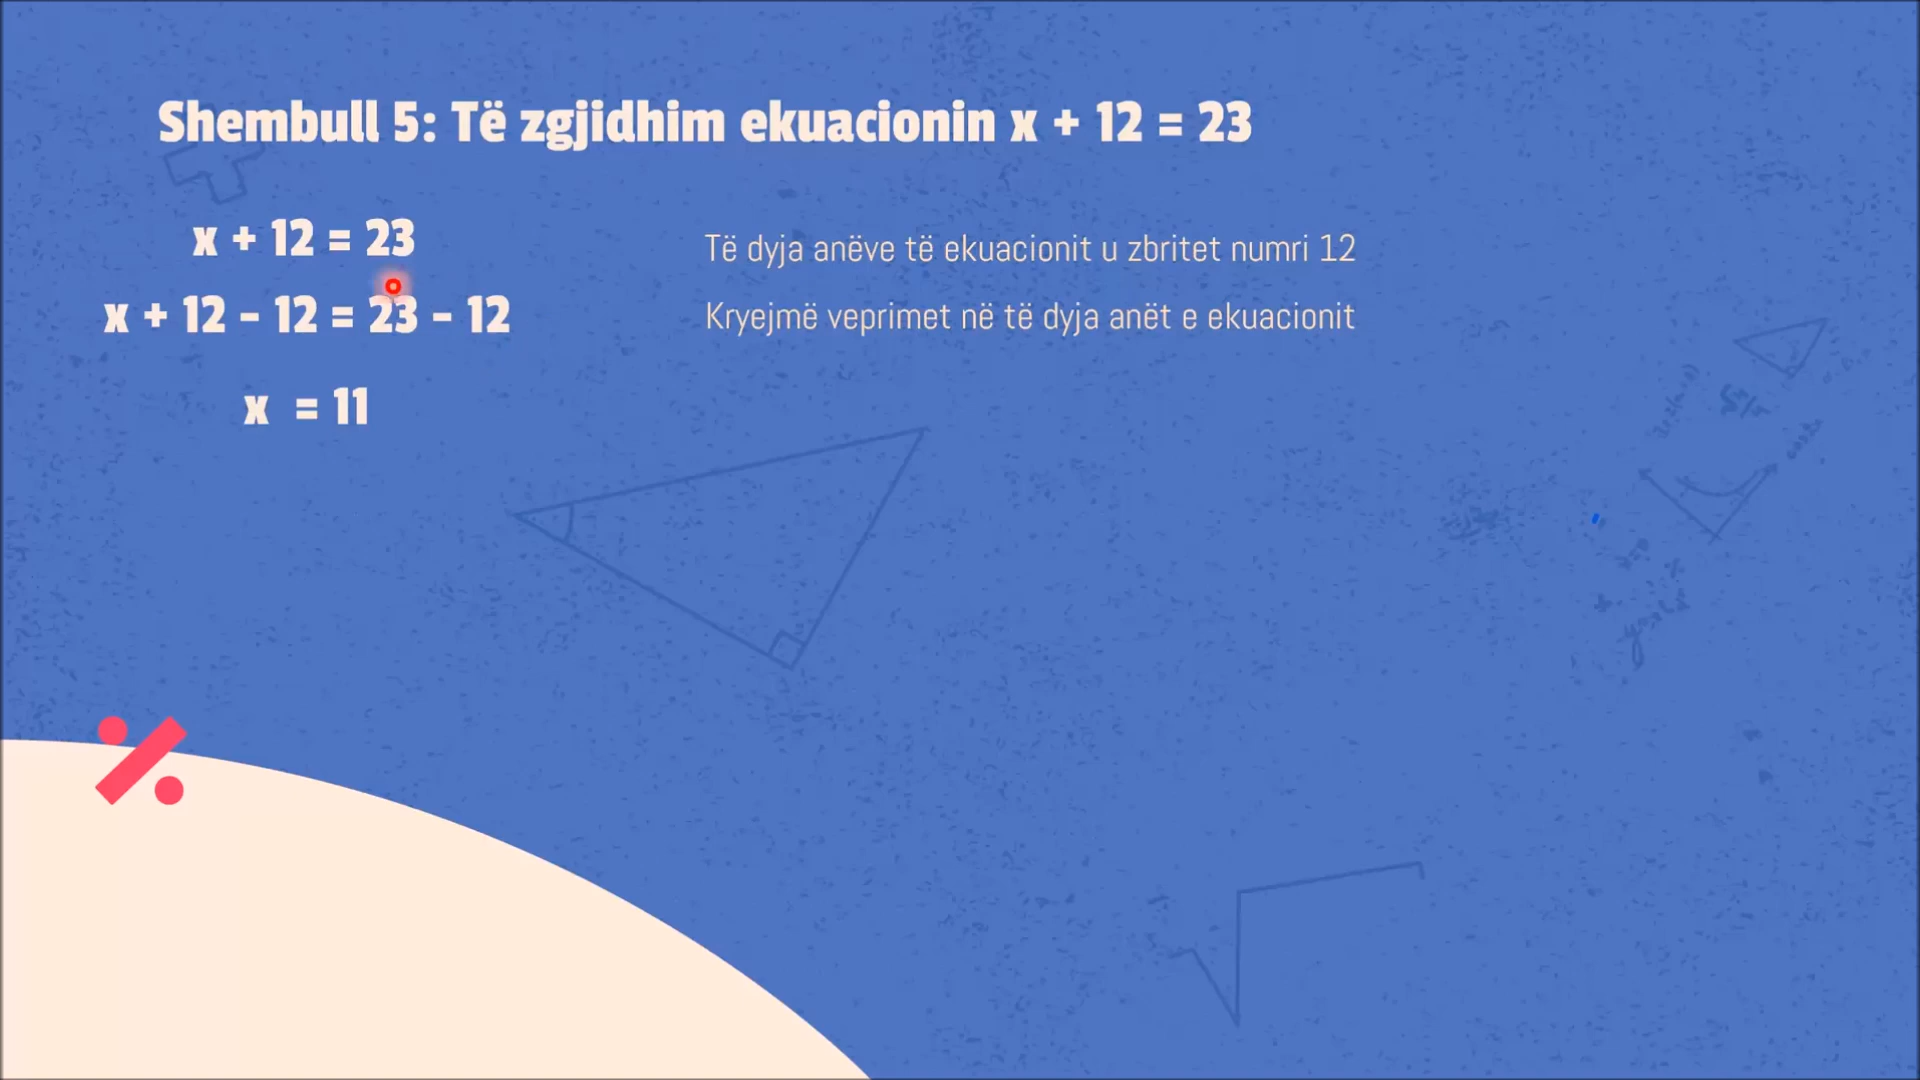 Shembull 5: Të zgjidhim ekuacionin x + 12 = 23
x + 12 = 23
Të dyja anëve të ekuacionit u zbritet numri 12
x + 12 - 12 = 23 - 12
Kryejmë veprimet në të dyja anët e ekuacionit
x = 11
%